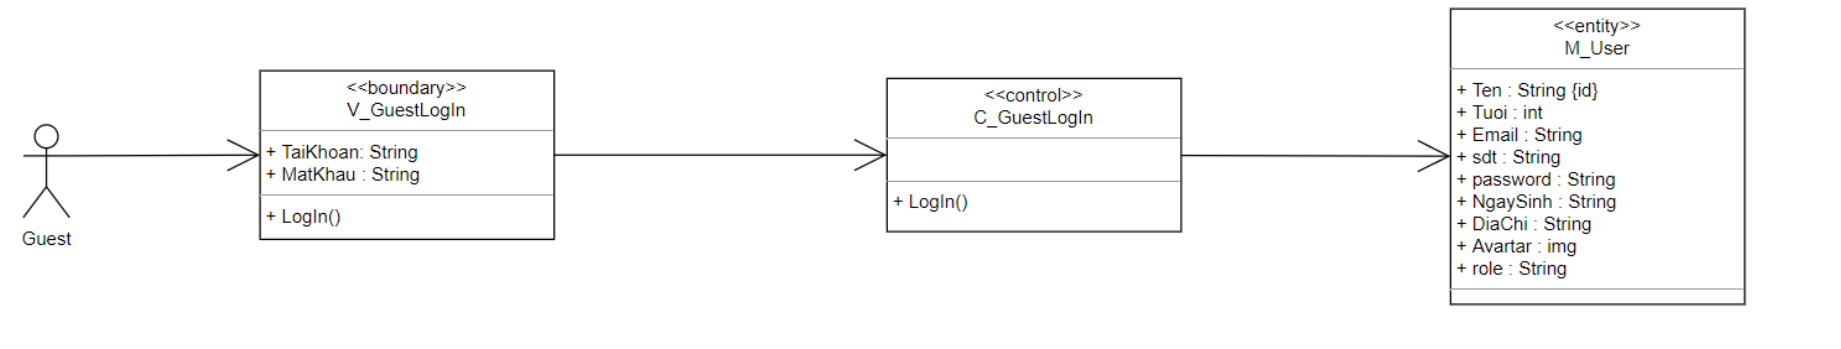 Guest
<<boundary>>
V_GuestLogIn
+ TaiKhoan: String
+ MatKhau : String
+ LogIn()
<<control>>
C_GuestLogIn
+ LogIn()
<<entity>>
M_User
+ Ten : String {id}
+ Tuoi : int
+ Email : String
+ sdt : String
+ password : String
+ NgaySinh : String
+ DiaChi : String
+ Avartar : img
+ role : String